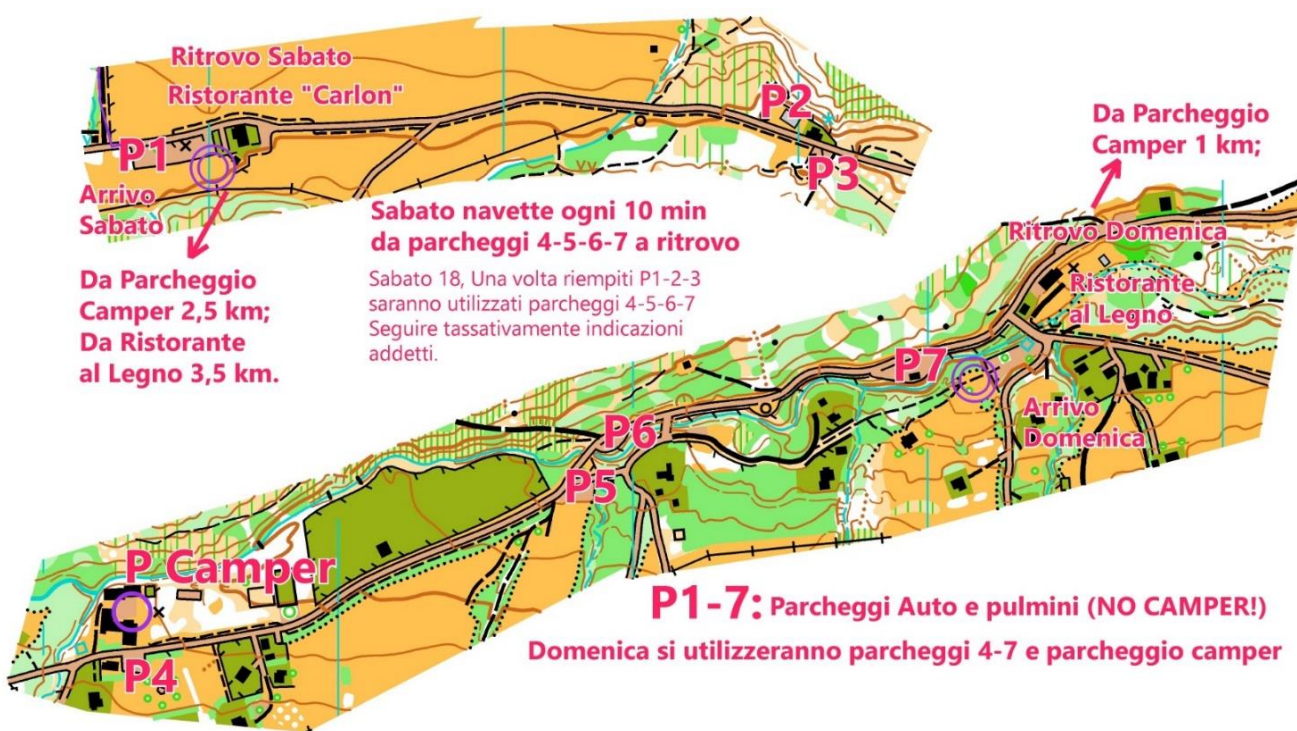 Ritrovo Sabato
Ristorante "Carlon"
P1
P2
P3
Arrivo
Sabato
Da Parcheggio
Camper 2,5 km;
Da Ristorante
al Legno 3,5 km.
Sabato navette ogni 10 min
da parcheggi 4-5-6-7 a ritrovo
Sabato 18, Una volta riempiti P1-2-3
saranno utilizzati parcheggi 4-5-6-7
Seguire tassativamente indicazioni
addetti.
Da Parcheggio
Camper 1 km;
Ritrovo Domenica
Ristorante
al Legno
P7
Arrivo
Domenica
P6
P5
P Camper
P4
P1-7: Parcheggi Auto e pulmini (NO CAMPER!)
Domenica si utilizzeranno parcheggi 4-7 e parcheggio camper